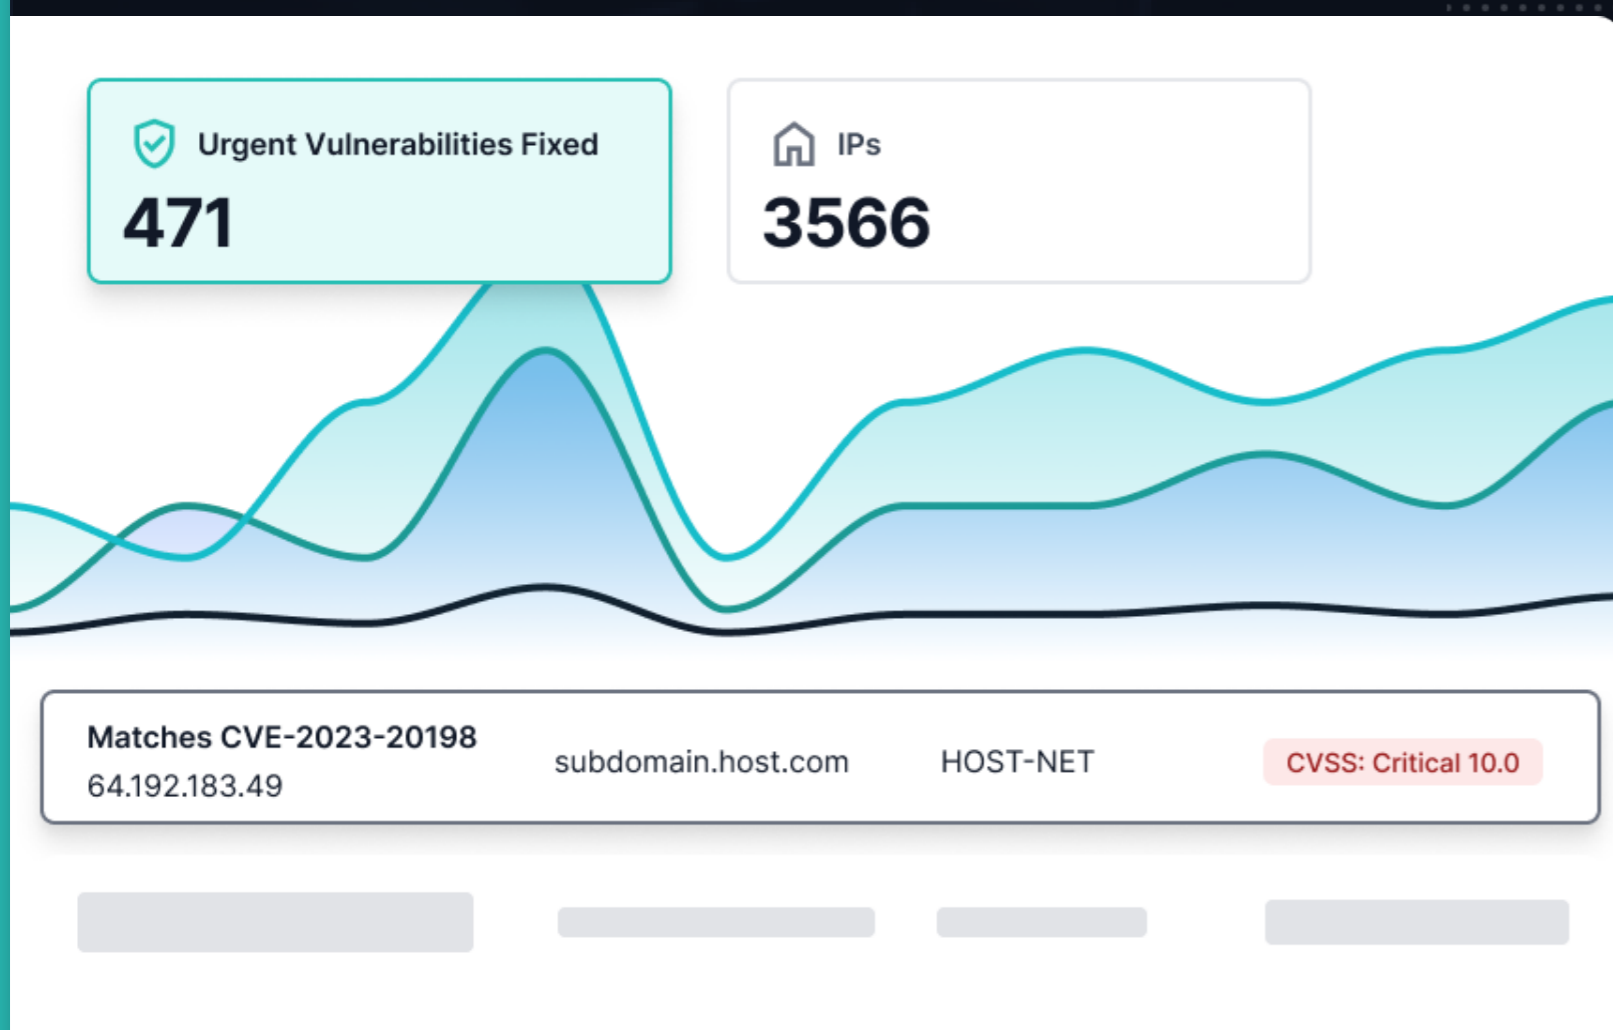 Urgent Vulnerabilities Fixed
471
IPs
3566
Matches CVE-2023-20198
64.192.183.49
subdomain.host.com
HOST-NET
CVSS: Critical 10.0